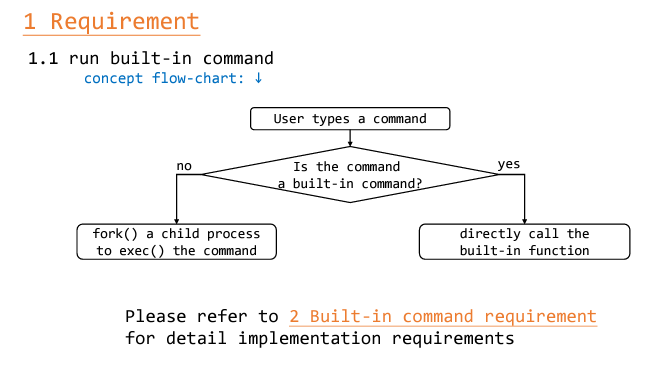 1 Requirement
1.1 run built-in command
concept flow-chart: ↓
User types a command
no
Is the command
a built-in command?
yes
fork() a child process
to exec() the command
directly call the
built-in function
Please refer to 2 Built-in command requirement
for detail implementation requirements